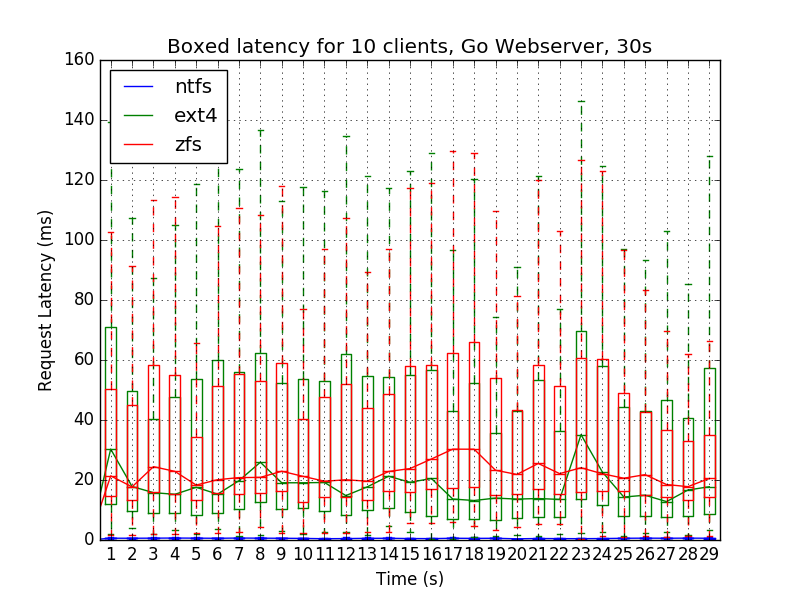 Boxed latency for 10 clients, Go Webserver, 30s
160
140
120
100
80
60
40
20
0
Request Latency (ms)
ntfs
ext4
zfs
1 2 3 4 5 6 7 8 9 10 11 12 13 14 15 16 17 18 19 20 21 22 23 24 25 26 27 28 29
Time (s)